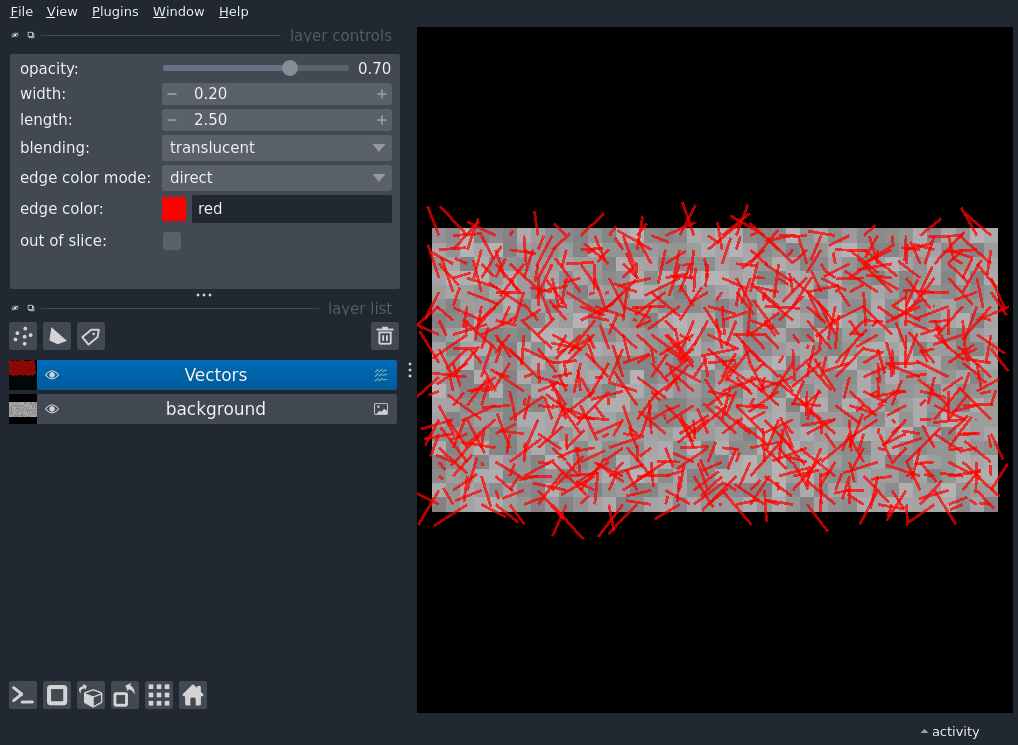 File View Plugins Window Help
layer controls
opacity: 0.70
width: 0.20
length: 2.50
blending: translucent
edge color mode: direct
edge color: red
out of slice:
layer list
Vectors
background
activity